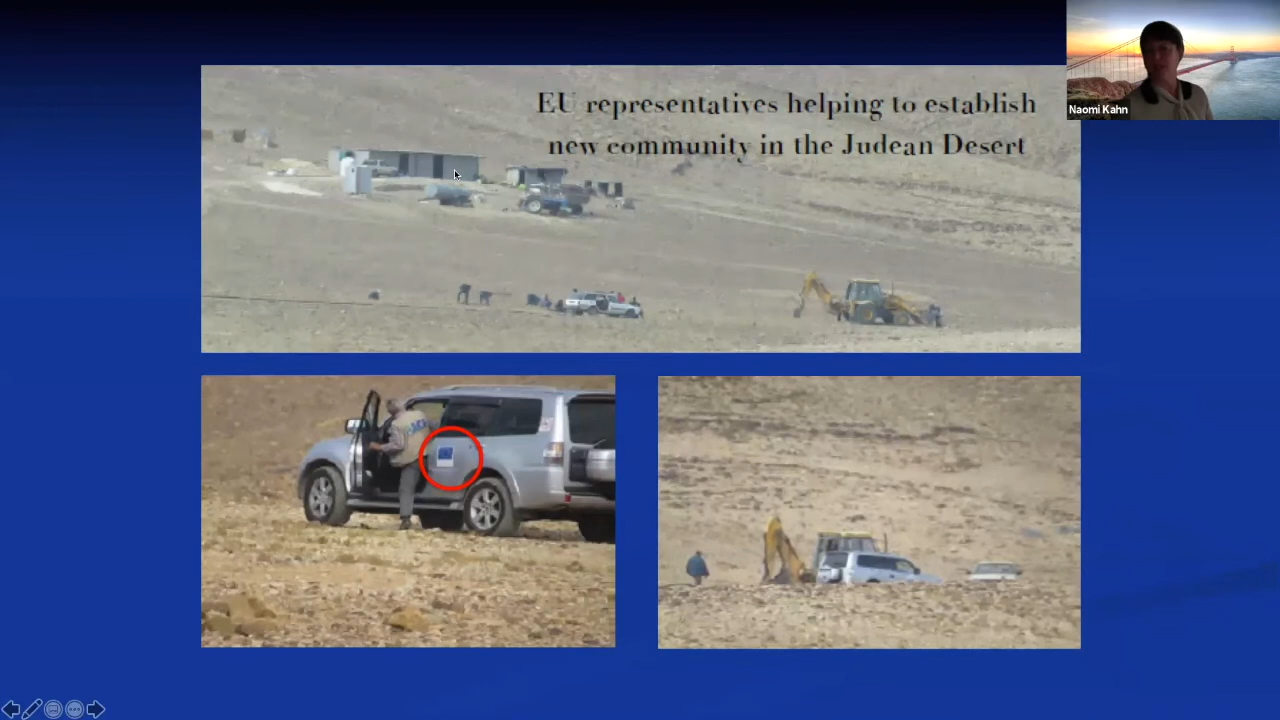 EU representatives helping to establish
new community in the Judean Desert
Naomi Kahn